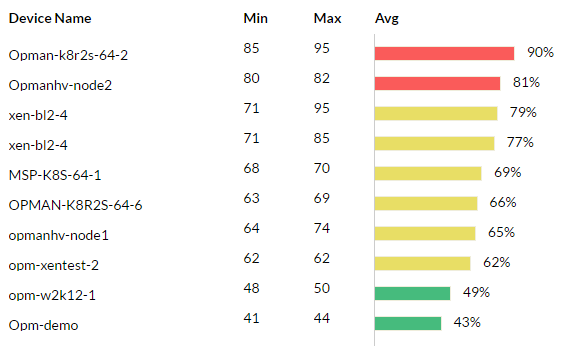 Device Name Min Max Avg
Opman-k8r2s-64-2 85 95 90%
Opmanhv-node2 80 82 81%
xen-bl2-4 71 95 79%
xen-bl2-4 71 85 77%
MSP-K8S-64-1 68 70 69%
OPMAN-K8R2S-64-6 63 69 66%
opmanhv-node1 64 74 65%
opm-xentest-2 62 62 62%
opm-w2k12-1 48 50 49%
Opm-demo 41 44 43%